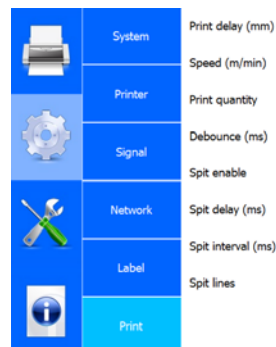 System
Printer
Signal
Network
Label
Print
Print delay (mm)
Speed (m/min)
Print quantity
Debounce (ms)
Spit enable
Spit delay (ms)
Spit interval (ms)
Spit lines